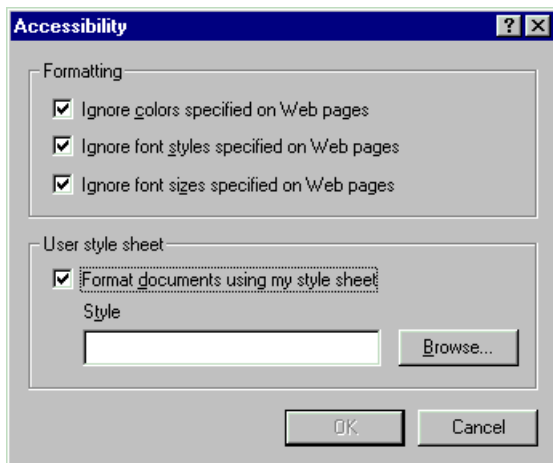 Accessibility
Formatting
Ignore colors specified on Web pages
Ignore font styles specified on Web pages
Ignore font sizes specified on Web pages
User style sheet
Format documents using my style sheet
Style
Browse...
OK Cancel